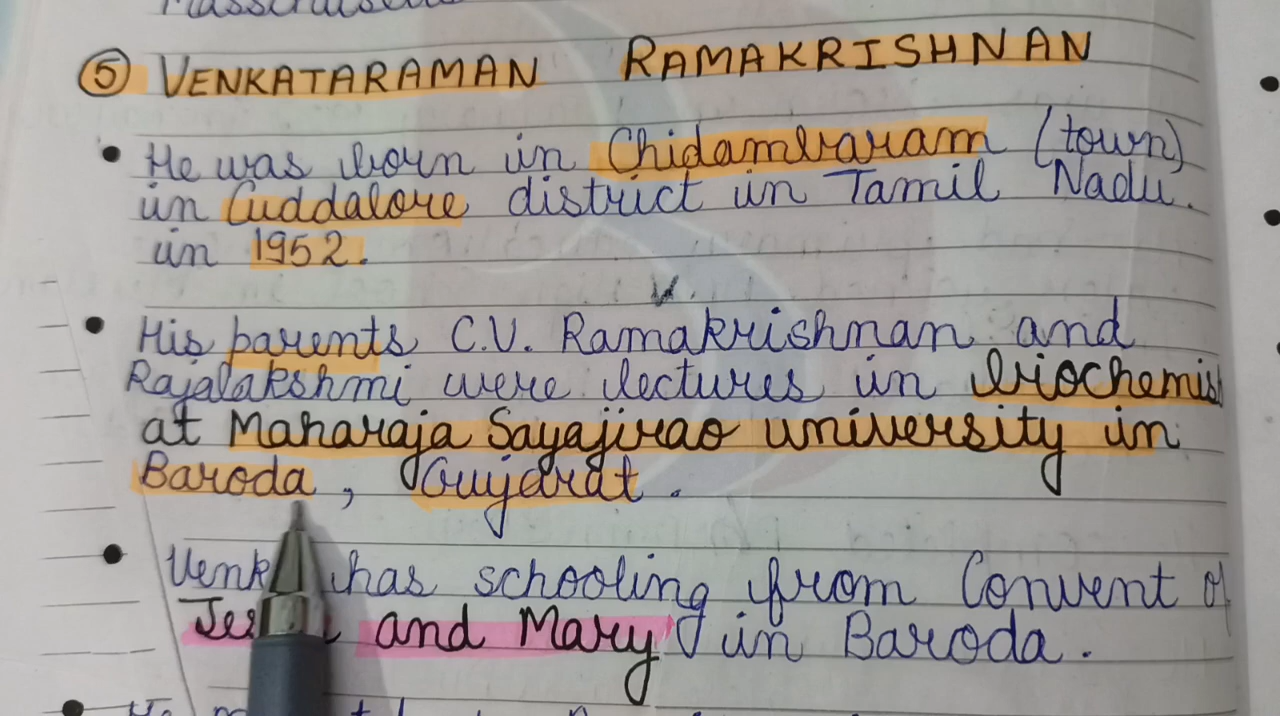 ⑤ VENKATARAMAN RAMAKRISHNAN
• He was born in Chidambaram (town)
in Cuddalore district in Tamil Nadu.
in 1952.
• His parents C.V. Ramakrishnan and
Rajalakshmi were lectures in biochemis
at Maharaja Sayajirao university in
Baroda, Gujarat.
• Venk has schooling from Convent of
and Mary in Baroda.